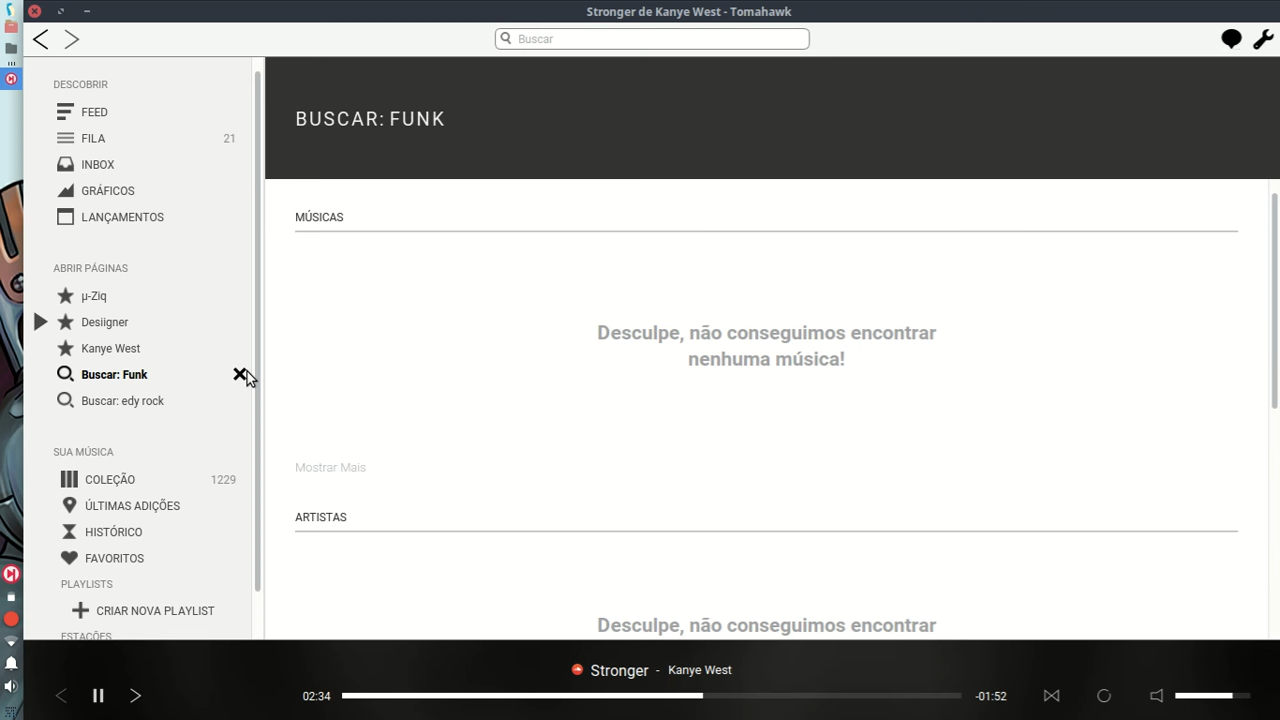 Stronger de Kanye West - Tomahawk
Buscar
DESCOBRIR
FEED
FILA 21
INBOX
GRÁFICOS
LANÇAMENTOS
ABRIR PÁGINAS
µ-Ziq
Desiigner
Kanye West
Buscar: Funk
Buscar: edy rock
SUA MÚSICA
COLEÇÃO 1229
ÚLTIMAS ADIÇÕES
HISTÓRICO
FAVORITOS
PLAYLISTS
CRIAR NOVA PLAYLIST
ESTAÇÕES
BUSCAR: FUNK
MÚSICAS
Desculpe, não conseguimos encontrar
nenhuma música!
Mostrar Mais
ARTISTAS
Desculpe, não conseguimos encontrar
Stronger - Kanye West
02:34 -01:52